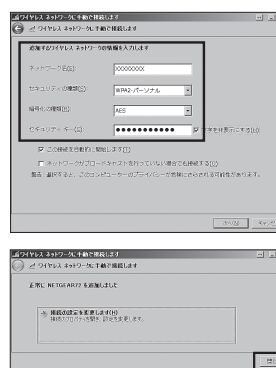 ワイヤレス ネットワークに手動で接続します
ワイヤレス ネットワークに手動で接続します
追加するワイヤレス ネットワークの情報を入力します
ネットワーク名(E):
XXXXXXXX
セキュリティの種類(S):
WPA2-パーソナル
暗号化の種類(R):
AES
セキュリティ キー(C):
●●●●●●●●●●●
文字を非表示にする(H)
この接続を自動的に開始します(T)
ネットワークがブロードキャストを行っていない場合でも接続する(O)
警告: 選択すると、このコンピューターのプライバシーが危険にさらされる可能性があります。
次へ(N)
ワイヤレス ネットワークに手動で接続します
ワイヤレス ネットワークに手動で接続します
正常に NETGEAR72 を追加しました
接続の設定を変更します(H)
接続のプロパティを開き、設定を変更します。